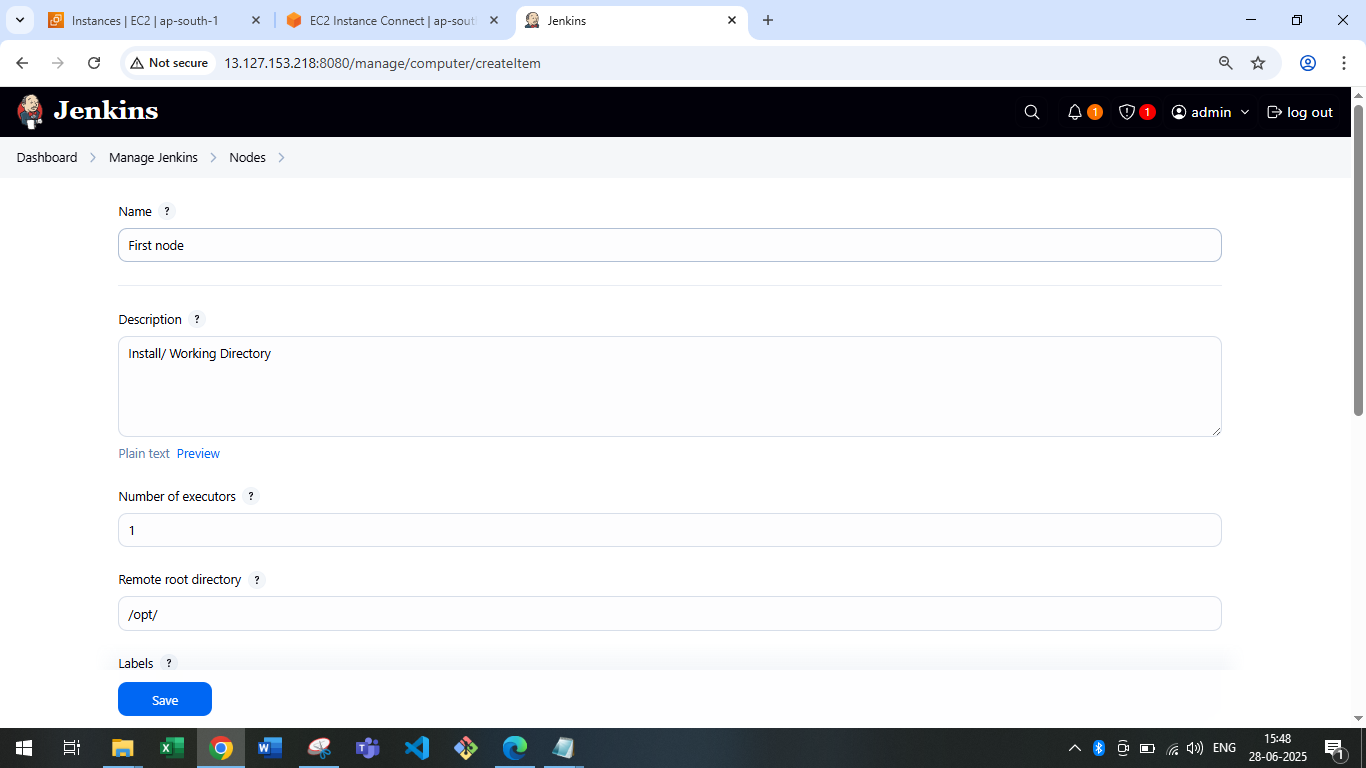 Instances | EC2 | ap-south-1
EC2 Instance Connect | ap-sout
Jenkins
Not secure
13.127.153.218:8080/manage/computer/createItem
Jenkins
1
1
admin
log out
Dashboard
Manage Jenkins
Nodes
Name ?
First node
Description ?
Install/ Working Directory
Plain text Preview
Number of executors ?
1
Remote root directory ?
/opt/
Labels ?
Save
ENG
15:48
28-06-2025
1